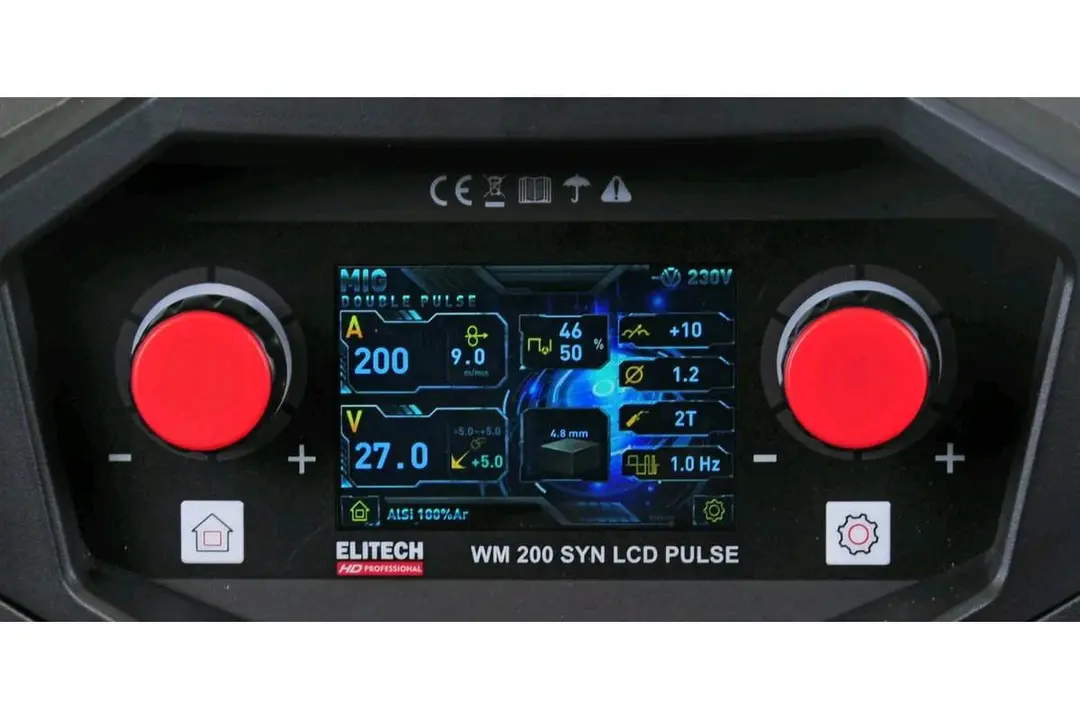 CE
MIG
DOUBLE PULSE
230V
A
200
9.0
m/min
46
50
%
+10
1.2
V
27.0
-5.0~+5.0
+5.0
4.8 mm
2T
1.0 Hz
AlSi 100%Ar
ELITECH
HD PROFESSIONAL
WM 200 SYN LCD PULSE
- +
- +